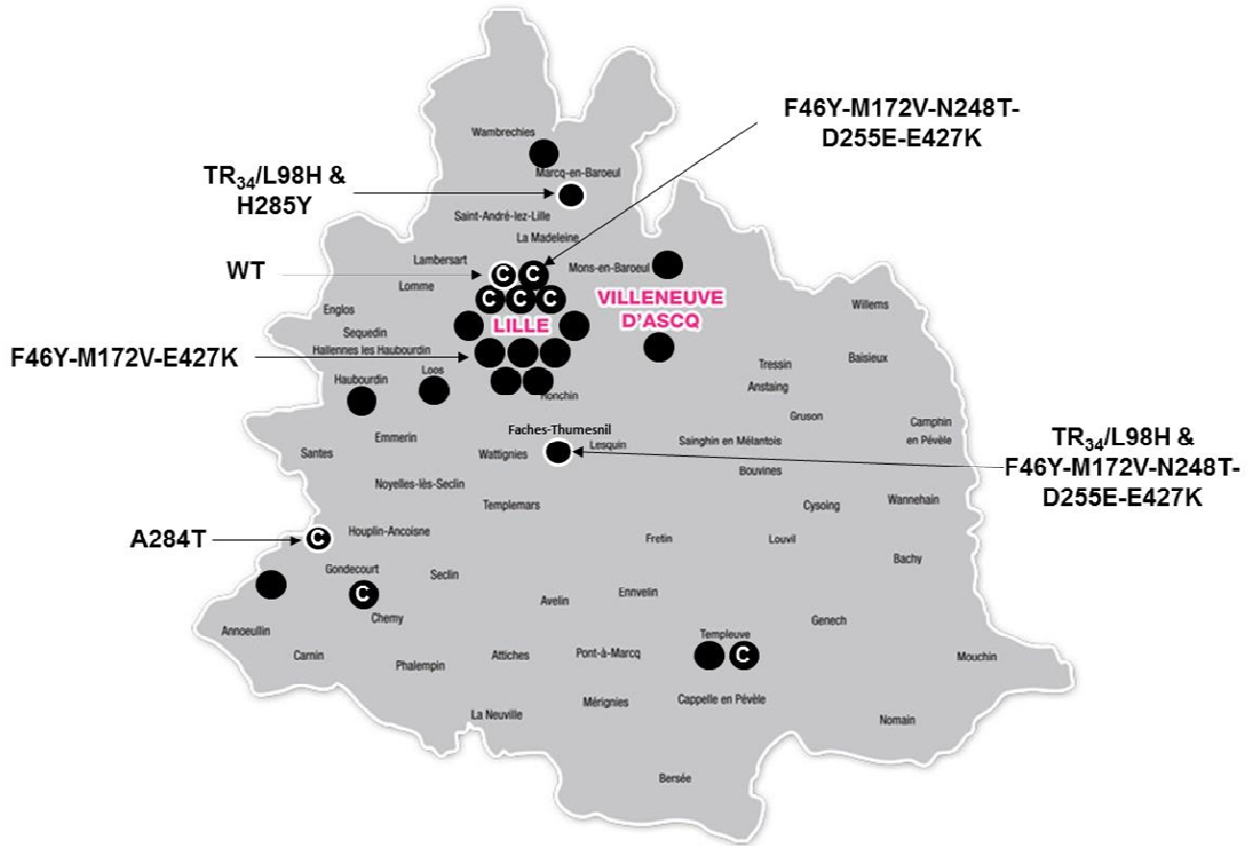 F46Y-M172V-N248T-
D255E-E427K
Wambrechies
Marcq-en-Baroeul
TR34/L98H &
H285Y
Saint-André-lez-Lille
La Madeleine
Lambersart
WT
C
C
Mons-en-Baroeul
Lomme
C
C
C
VILLENEUVE
D'ASCQ
Willems
Englos
LILLE
Sequedin
Hallennes les Haubourdin
F46Y-M172V-E427K
Baisieux
Tressin
Loos
Haubourdin
Anstaing
Ronchin
Gruson
Camphin
en Pévèle
Faches-Thumesnil
Emmerin
Lesquin
Sainghin en Mélantois
Santes
Wattignies
TR34/L98H &
F46Y-M172V-N248T-
D255E-E427K
Bouvines
Noyelles-lès-Seclin
Templemars
Cysoing
Wannehain
A284T
C
Houplin-Ancoisne
Fretin
Louvil
Bachy
Gondecourt
Seclin
C
Ennvelin
Avelin
Chemy
Genech
Annoeullin
Templeuve
Carnin
Phalempin
Attiches
Pont-à-Marcq
C
Mouchin
Mérignies
Cappelle en Pévèle
La Neuville
Nomain
Bersée